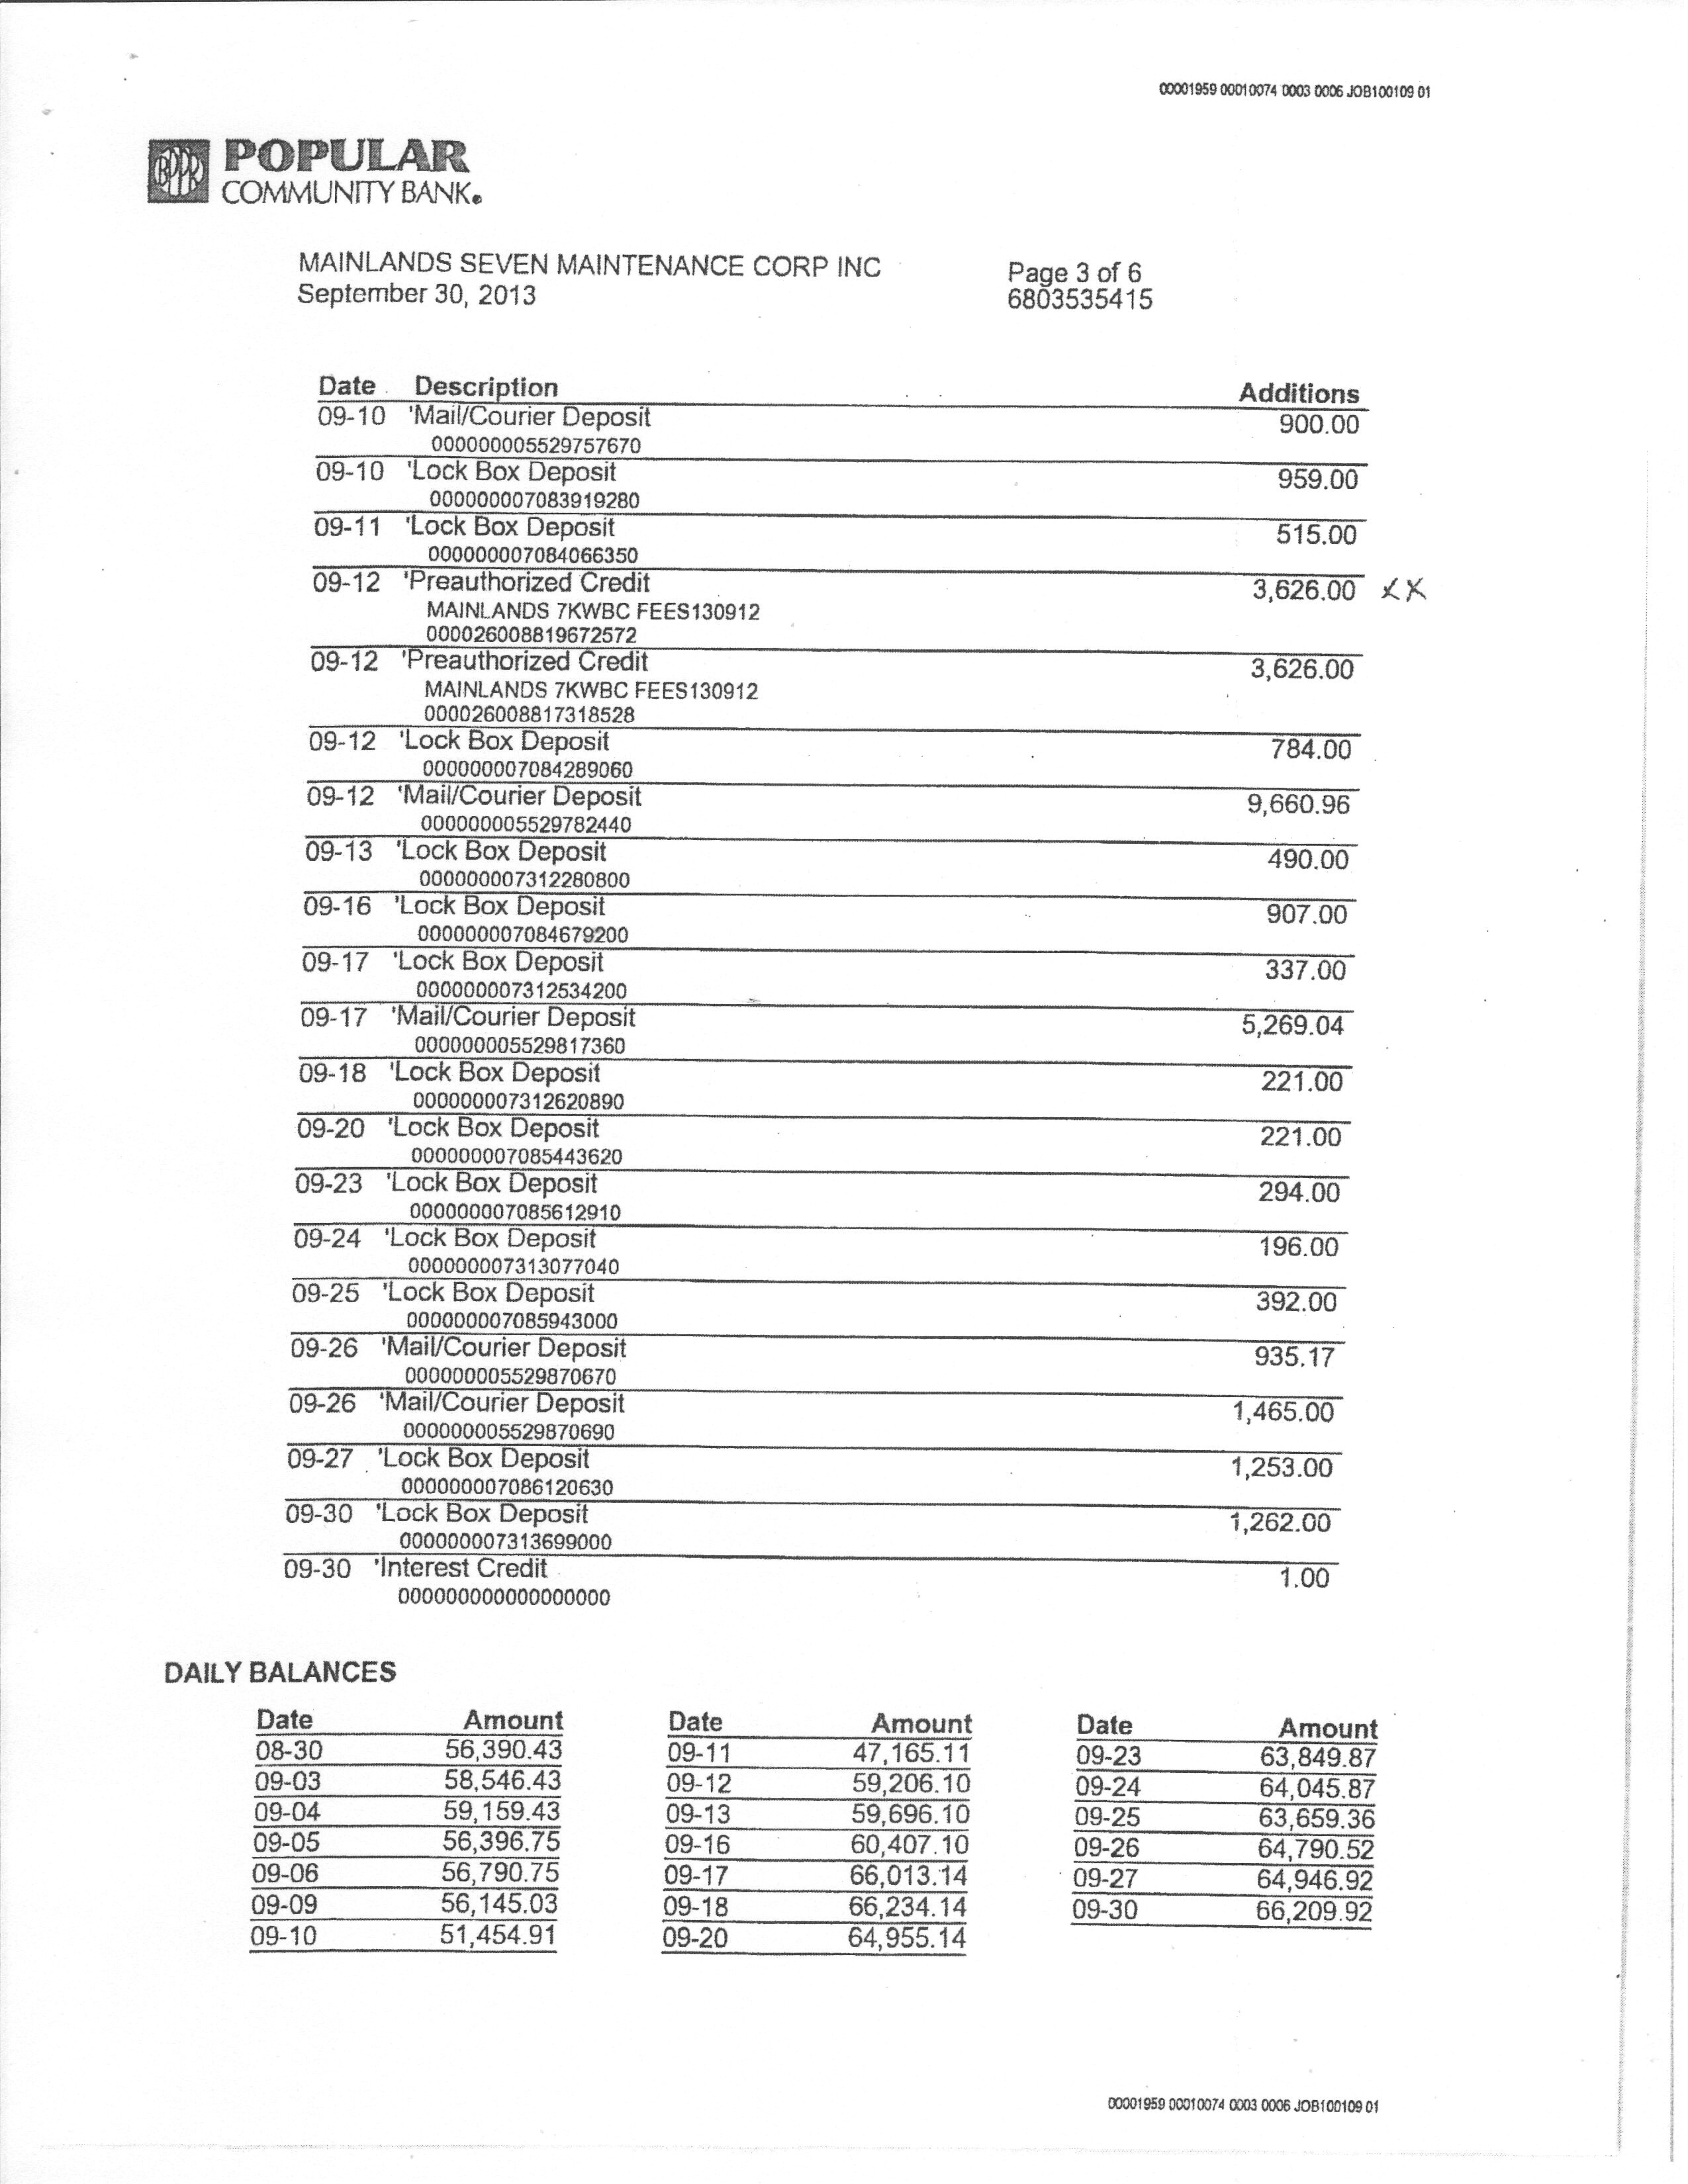 00001959 00010074 0003 0006 JOB100109 01
POPULAR
COMMUNITY BANK.
MAINLANDS SEVEN MAINTENANCE CORP INC
September 30, 2013
Page 3 of 6
6803535415
Date Description Additions
09-10 'Mail/Courier Deposit 900.00
000000005529757670
09-10 'Lock Box Deposit 959.00
000000007083919280
09-11 'Lock Box Deposit 515.00
000000007084066350
09-12 'Preauthorized Credit 3,626.00
MAINLANDS 7KWBC FEES130912
000026008819672572
09-12 'Preauthorized Credit 3,626.00
MAINLANDS 7KWBC FEES130912
000026008817318528
09-12 'Lock Box Deposit 784.00
000000007084289060
09-12 'Mail/Courier Deposit 9,660.96
000000005529782440
09-13 'Lock Box Deposit 490.00
000000007312280800
09-16 'Lock Box Deposit 907.00
000000007084679200
09-17 'Lock Box Deposit 337.00
000000007312534200
09-17 'Mail/Courier Deposit 5,269.04
000000005529817360
09-18 'Lock Box Deposit 221.00
000000007312620890
09-20 'Lock Box Deposit 221.00
000000007085443620
09-23 'Lock Box Deposit 294.00
000000007085612910
09-24 'Lock Box Deposit 196.00
000000007313077040
09-25 'Lock Box Deposit 392.00
000000007085943000
09-26 'Mail/Courier Deposit 935.17
000000005529870670
09-26 'Mail/Courier Deposit 1,465.00
000000005529870690
09-27 'Lock Box Deposit 1,253.00
000000007086120630
09-30 'Lock Box Deposit 1,262.00
000000007313699000
09-30 'Interest Credit 1.00
000000000000000000
DAILY BALANCES
Date Amount Date Amount Date Amount
08-30 56,390.43 09-11 47,165.11 09-23 63,849.87
09-03 58,546.43 09-12 59,206.10 09-24 64,045.87
09-04 59,159.43 09-13 59,696.10 09-25 63,659.36
09-05 56,396.75 09-16 60,407.10 09-26 64,790.52
09-06 56,790.75 09-17 66,013.14 09-27 64,946.92
09-09 56,145.03 09-18 66,234.14 09-30 66,209.92
09-10 51,454.91 09-20 64,955.14
00001959 00010074 0003 0006 JOB100109 01